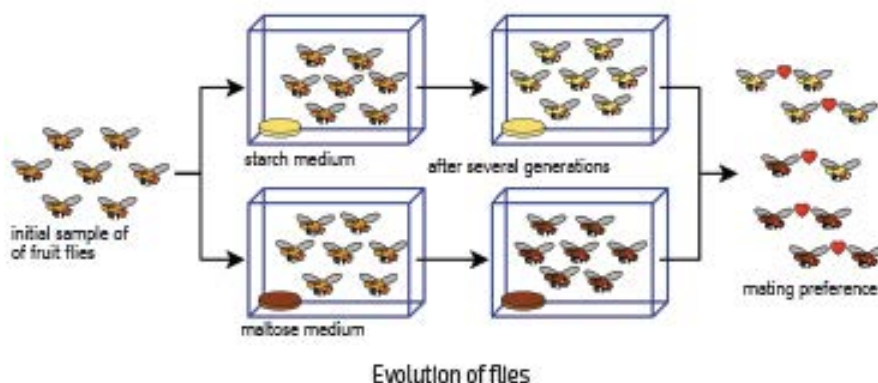 starch medium
after several generations
initial sample of
of fruit flies
maltose medium
mating preference
Evolution of flies